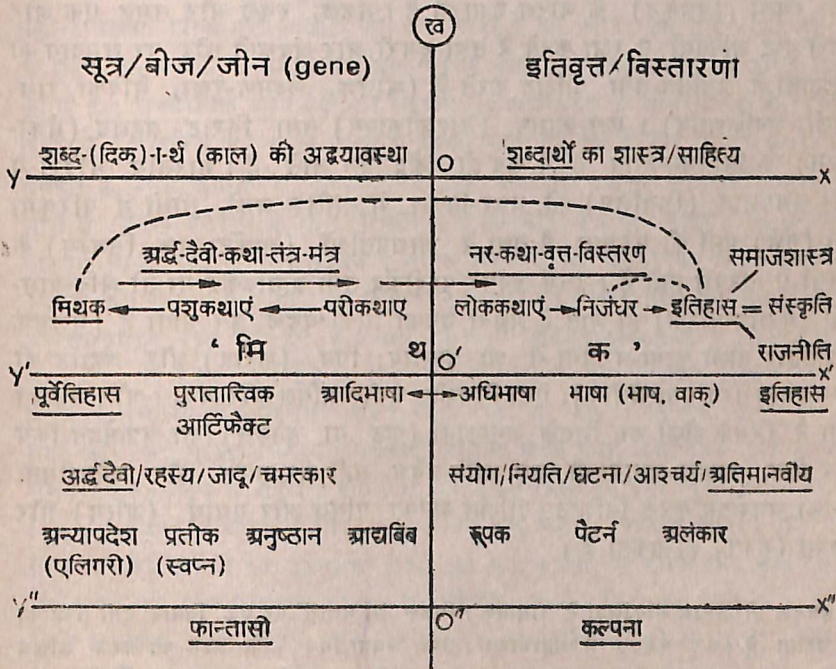 ख
सूत्र/बीज/जीन (gene) इतिवृत्त/विस्तारणा
शब्द-(दिक्)-ा-र्थ (काल) की अद्वयावस्था O शब्दार्थों का शास्त्र/साहित्य
Y X
अर्द्ध-दैवी-कथा-तंत्र-मंत्र नर-कथा-वृत्त-विस्तरण समाजशास्त्र
मिथक ← पशुकथाएं ← परीकथाए लोककथाएं → निजंधर → इतिहास = संस्कृति
‘ मि थ क ’ राजनीति
Y' O' X'
पूर्वेतिहास पुरातात्त्विक आदिभाषा ↔ अधिभाषा भाषा (भाष, वाक्) इतिहास
आर्टिफैक्ट
अर्द्ध दैवी/रहस्य/जादू/चमत्कार संयोग/नियति/घटना/आश्चर्य/प्रतिमानवीय
अन्यापदेश प्रतीक अनुष्ठान आद्यबिंब रूपक पैटर्न अलंकार
(एलिगरी) (स्वप्न)
Y" O" X"
फान्तासी कल्पना